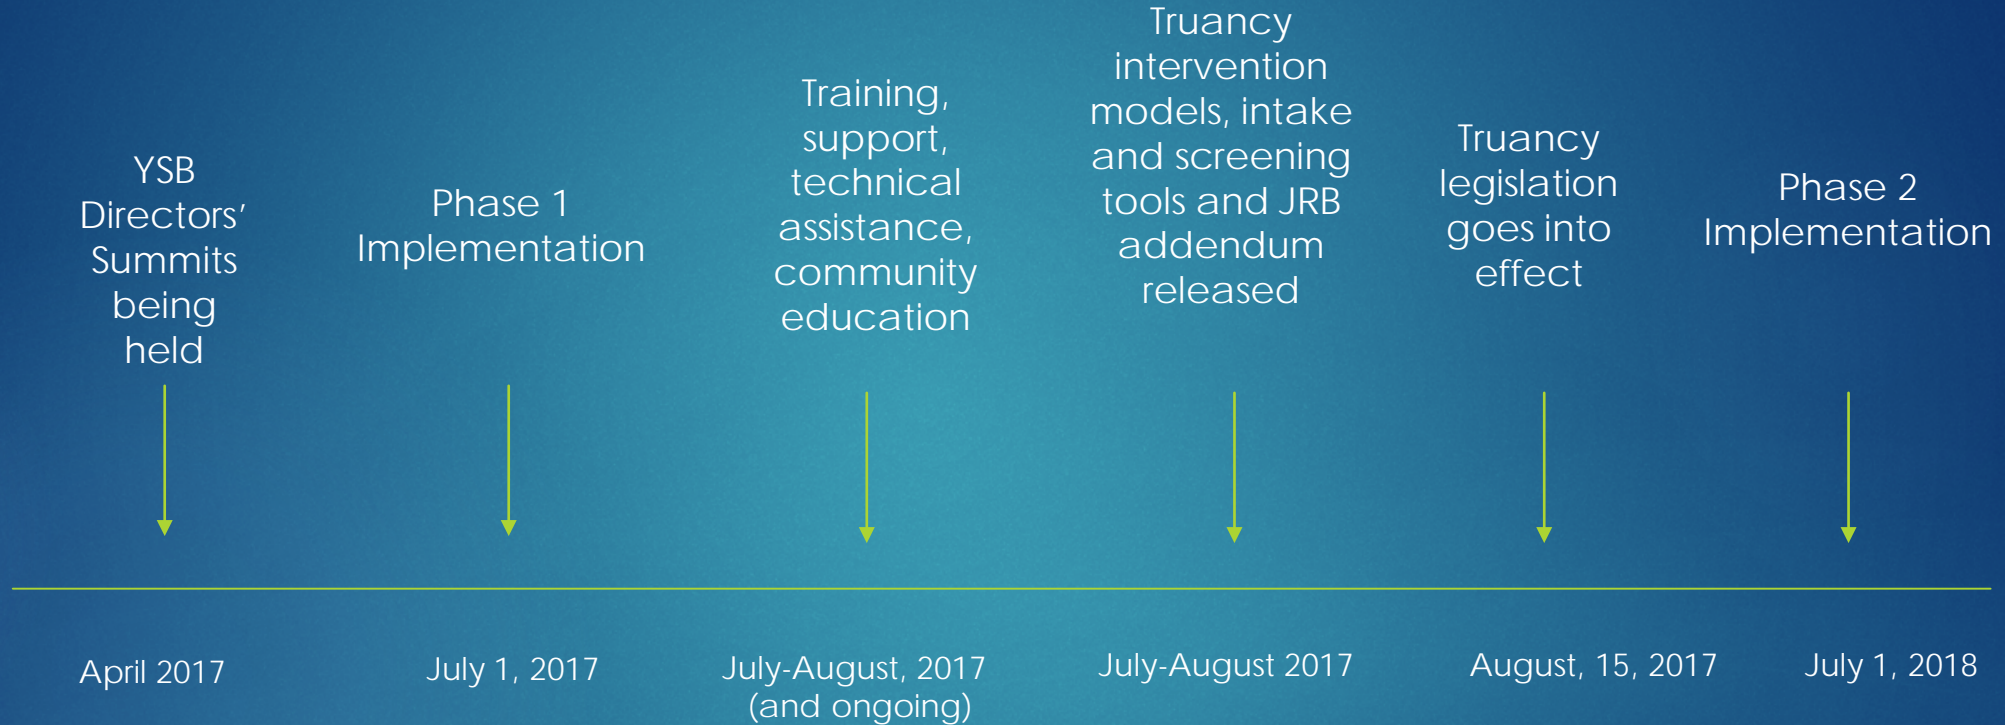 YSB
Directors'
Summits
being
held
Phase 1
Implementation
Training,
support,
technical
assistance,
community
education
Truancy
intervention
models, intake
and screening
tools and JRB
addendum
released
Truancy
legislation
goes into
effect
Phase 2
Implementation
April 2017
July 1, 2017
July-August, 2017
(and ongoing)
July-August 2017
August, 15, 2017
July 1, 2018